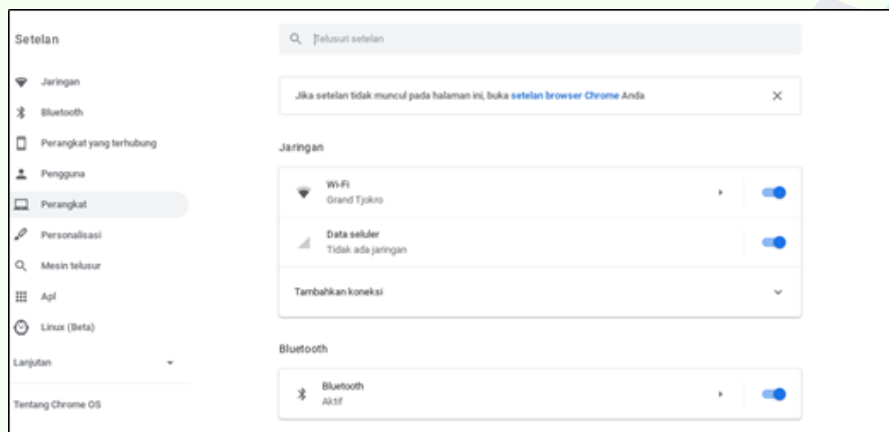 Setelan
Telusuri setelan
Jaringan
Bluetooth
Perangkat yang terhubung
Pengguna
Perangkat
Personalisasi
Mesin telusur
Apl
Linux (Beta)
Lanjutan
Tentang Chrome OS
Jika setelan tidak muncul pada halaman ini, buka setelan browser Chrome Anda
Jaringan
Wi-Fi
Grand Tjokro
Data seluler
Tidak ada jaringan
Tambahkan koneksi
Bluetooth
Bluetooth
Aktif